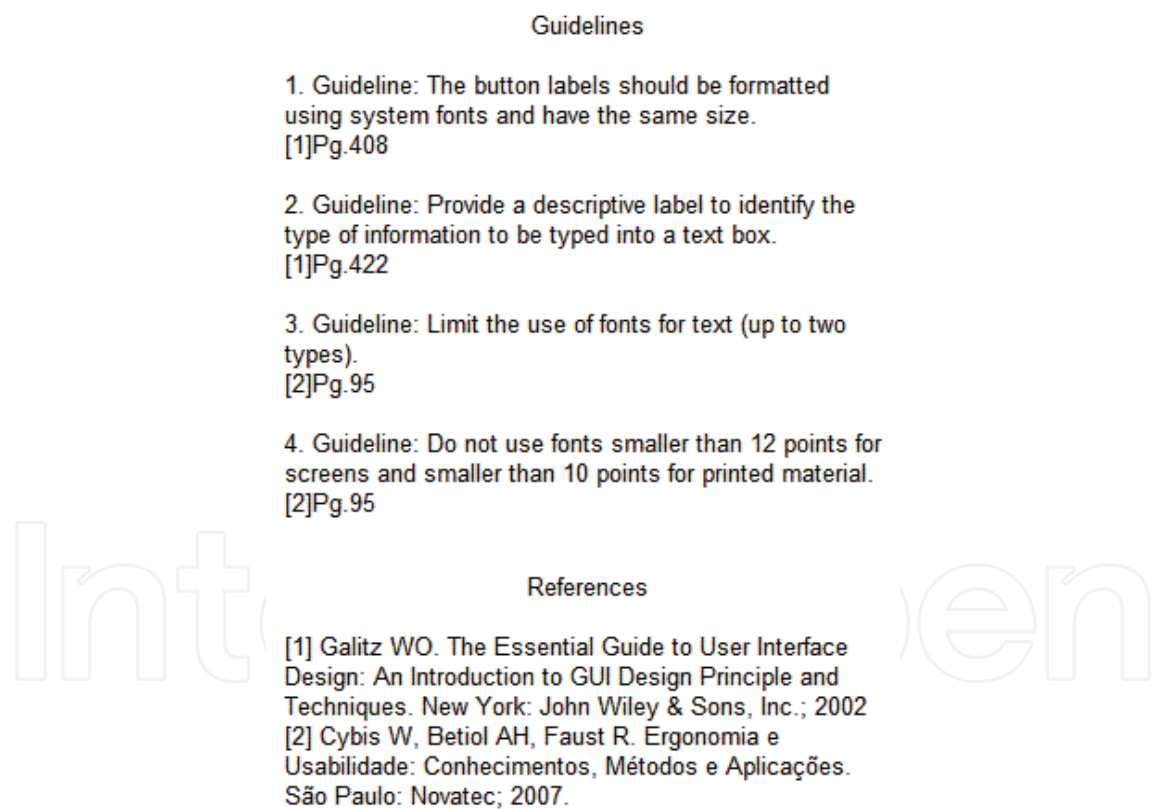 Guidelines
1. Guideline: The button labels should be formatted
using system fonts and have the same size.
[1]Pg.408
2. Guideline: Provide a descriptive label to identify the
type of information to be typed into a text box.
[1]Pg.422
3. Guideline: Limit the use of fonts for text (up to two
types).
[2]Pg.95
4. Guideline: Do not use fonts smaller than 12 points for
screens and smaller than 10 points for printed material.
[2]Pg.95
References
[1] Galitz WO. The Essential Guide to User Interface
Design: An Introduction to GUI Design Principle and
Techniques. New York: John Wiley & Sons, Inc.; 2002
[2] Cybis W, Betiol AH, Faust R. Ergonomia e
Usabilidade: Conhecimentos, Métodos e Aplicações.
São Paulo: Novatec; 2007.